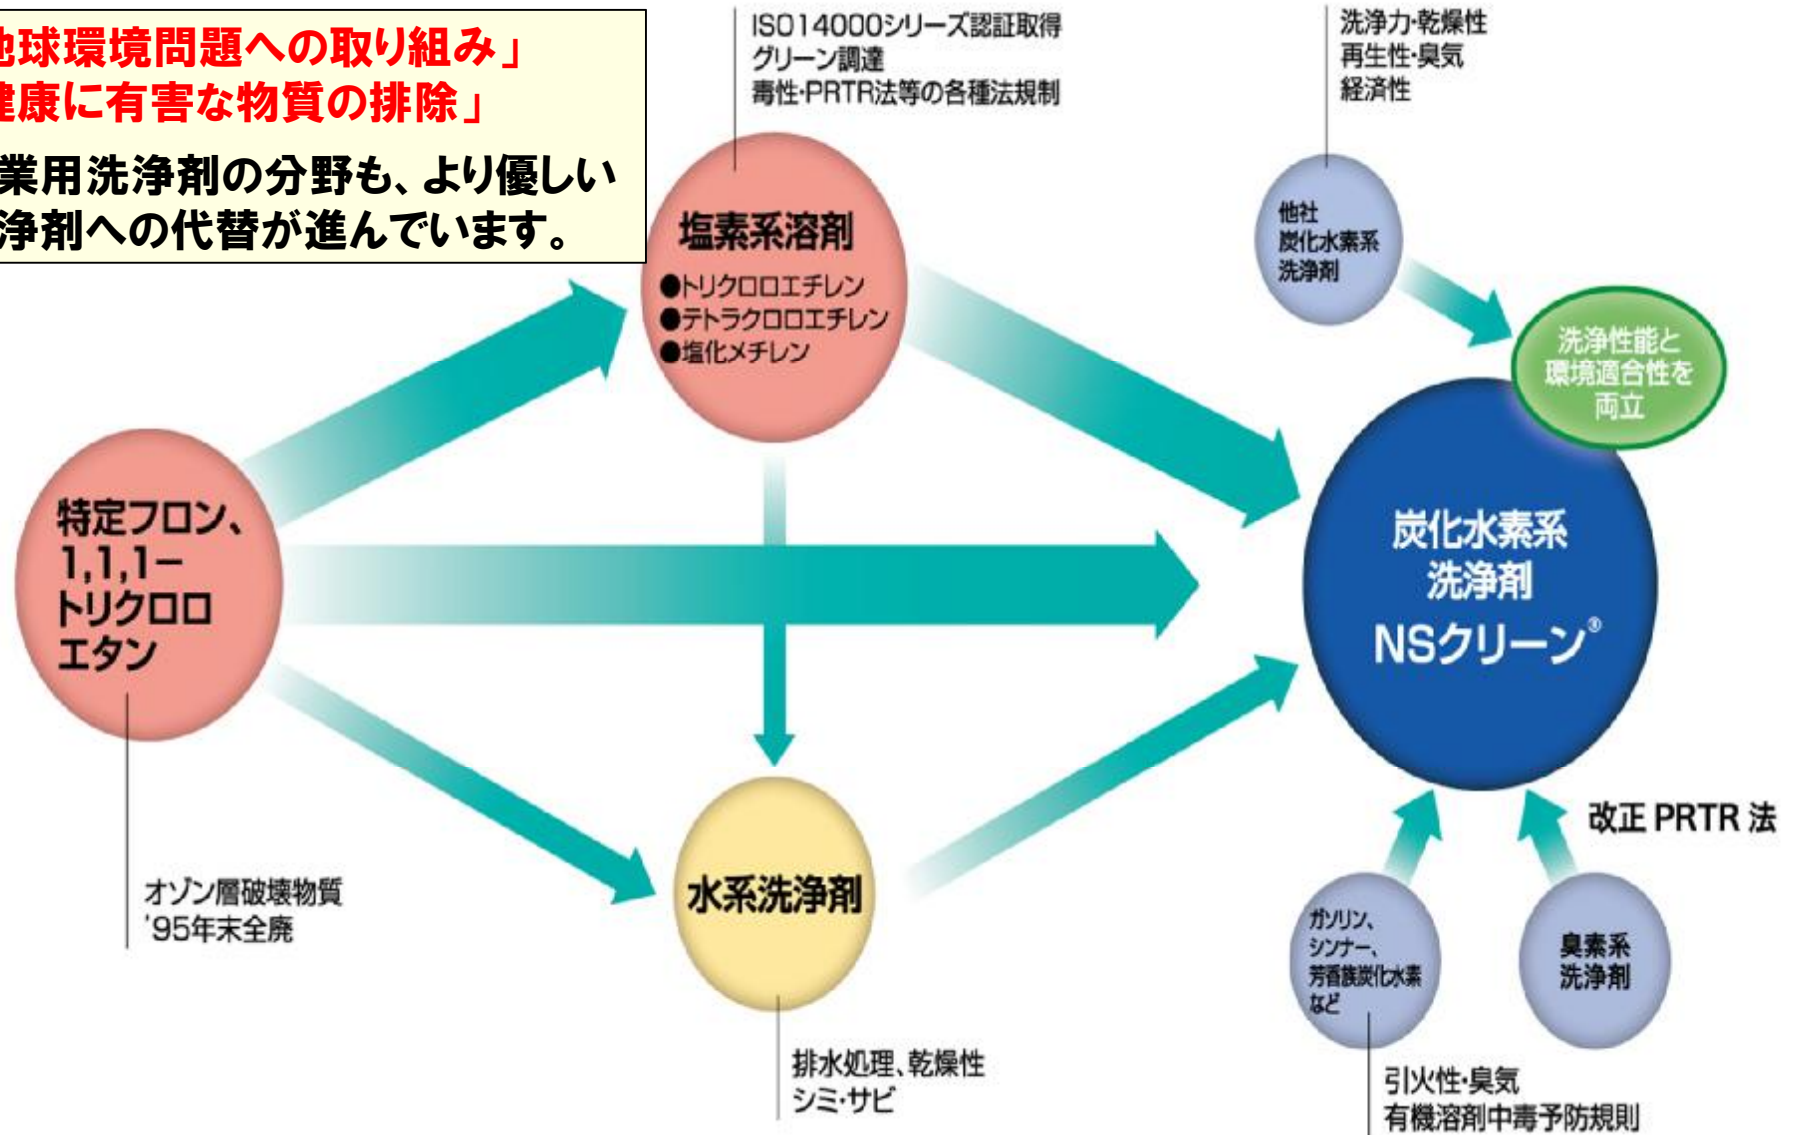 地球環境問題への取り組み」
健康に有害な物質の排除」
業用洗浄剤の分野も、より優しい
浄剤への代替が進んでいます。
ISO14000シリーズ認証取得
グリーン調達
毒性・PRTR法等の各種法規制
洗浄力・乾燥性
再生性・臭気
経済性
塩素系溶剤
●トリクロロエチレン
●テトラクロロエチレン
●塩化メチレン
他社
炭化水素系
洗浄剤
洗浄性能と
環境適合性を
両立
特定フロン、
1,1,1－
トリクロロ
エタン
炭化水素系
洗浄剤
NSクリーン®
オゾン層破壊物質
'95年末全廃
水系洗浄剤
排水処理、乾燥性
シミ・サビ
改正 PRTR 法
ガソリン、
シンナー、
芳香族炭化水素
など
臭素系
洗浄剤
引火性・臭気
有機溶剤中毒予防規則